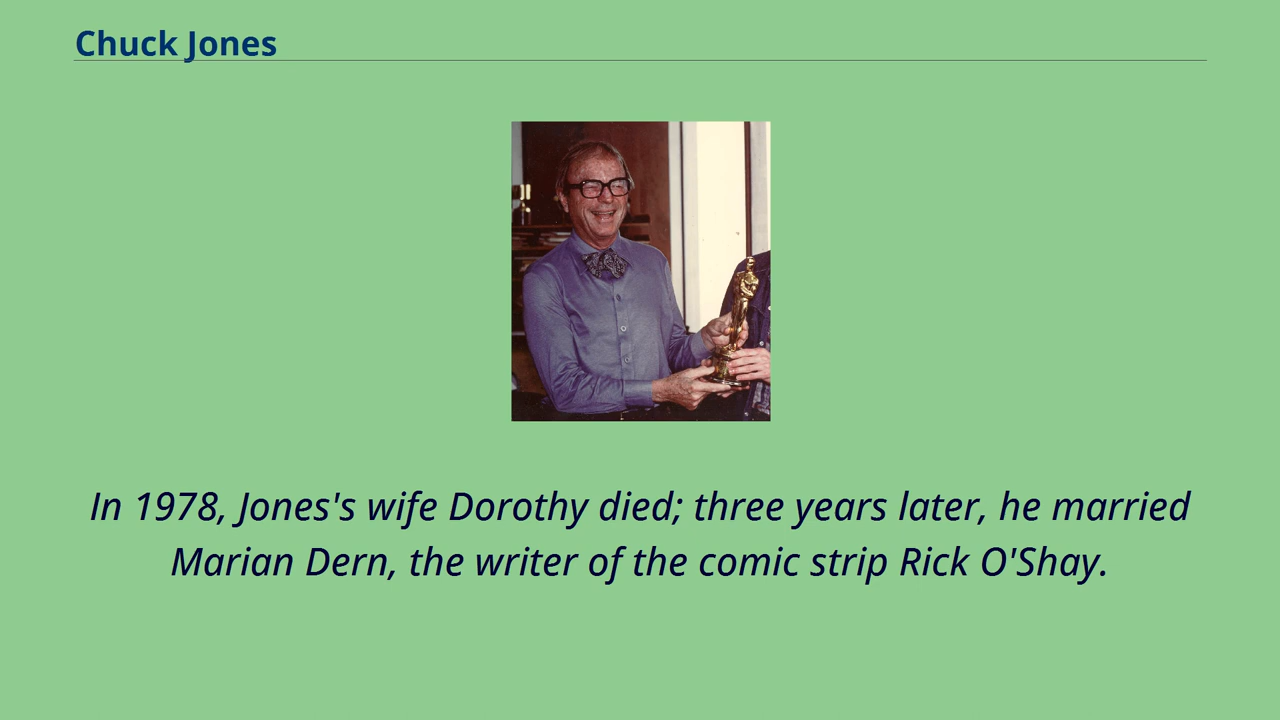 Chuck Jones
In 1978, Jones's wife Dorothy died; three years later, he married
Marian Dern, the writer of the comic strip Rick O'Shay.